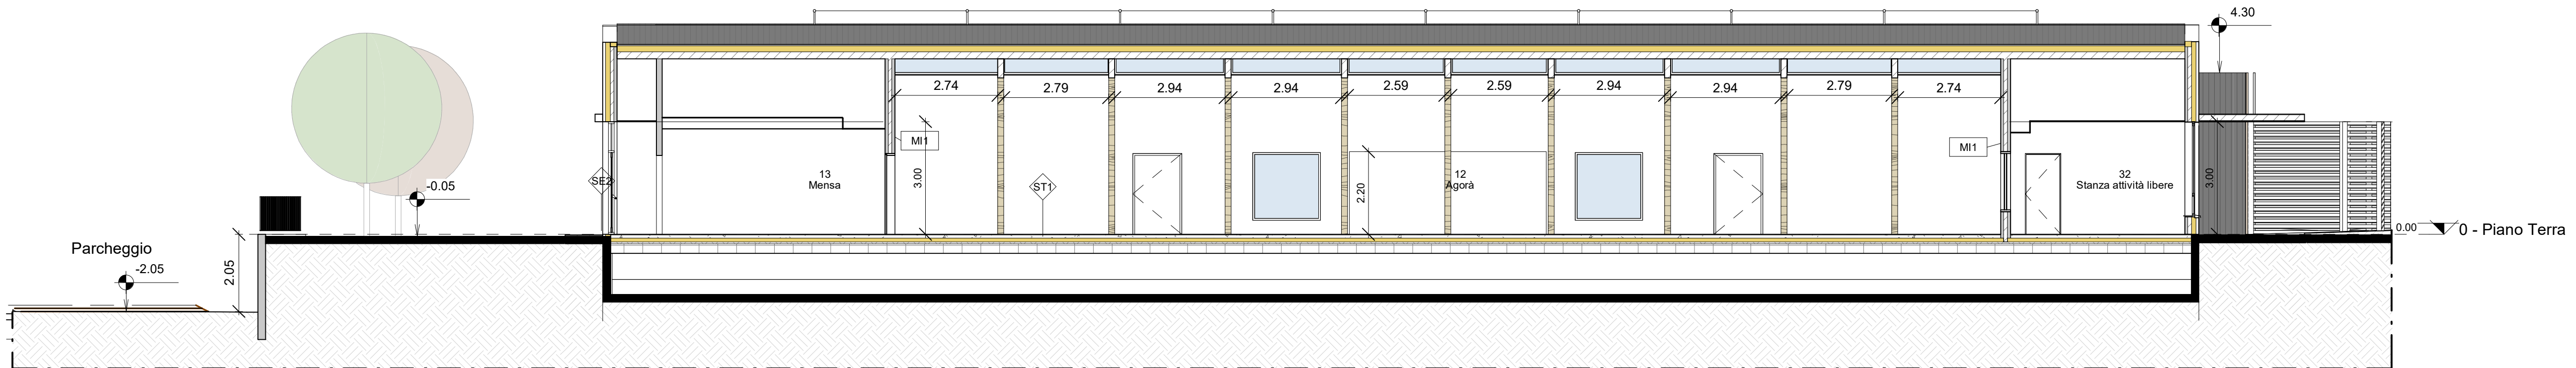 4.30
2.74
2.79
2.94
2.94
2.59
2.59
2.94
2.94
2.79
2.74
MI1
MI1
SE2
ST1
13
Mensa
3.00
2.20
12
Agorà
32
Stanza attività libere
3.00
-0.05
Parcheggio
-2.05
2.05
0.00
0 - Piano Terra